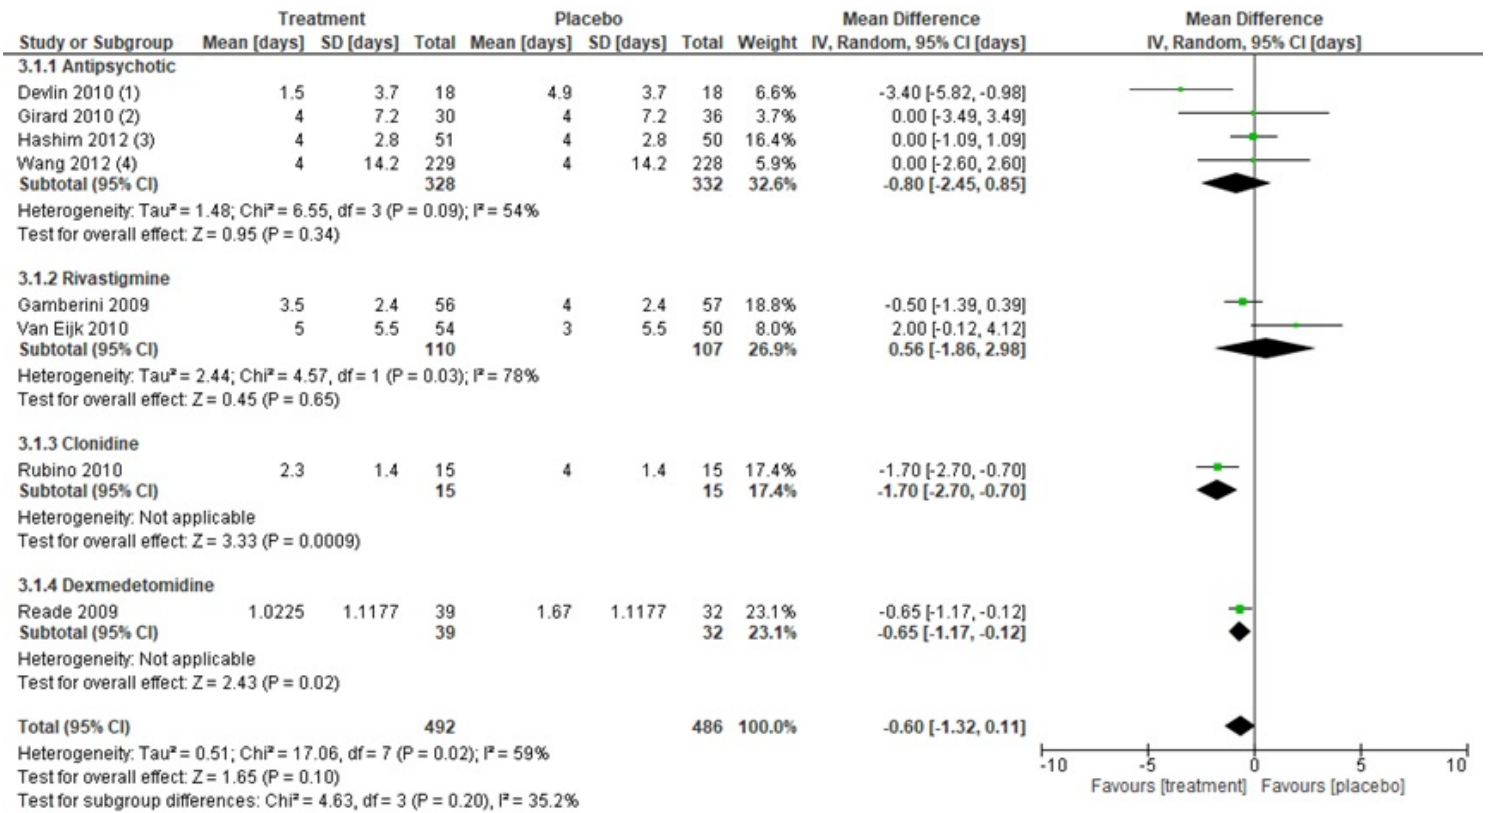 Treatment Placebo Mean Difference Mean Difference
Study or Subgroup Mean [days] SD [days] Total Mean [days] SD [days] Total Weight IV, Random, 95% CI [days] IV, Random, 95% CI [days]
3.1.1 Antipsychotic
Devlin 2010 (1) 1.5 3.7 18 4.9 3.7 18 6.6% -3.40 [-5.82, -0.98]
Girard 2010 (2) 4 7.2 30 4 7.2 36 3.7% 0.00 [-3.49, 3.49]
Hashim 2012 (3) 4 2.8 51 4 2.8 50 16.4% 0.00 [-1.09, 1.09]
Wang 2012 (4) 4 14.2 229 4 14.2 228 5.9% 0.00 [-2.60, 2.60]
Subtotal (95% CI) 328 332 32.6% -0.80 [-2.45, 0.85]
Heterogeneity: Tau² = 1.48; Chi² = 6.55, df = 3 (P = 0.09); I² = 54%
Test for overall effect: Z = 0.95 (P = 0.34)
3.1.2 Rivastigmine
Gamberini 2009 3.5 2.4 56 4 2.4 57 18.8% -0.50 [-1.39, 0.39]
Van Eijk 2010 5 5.5 54 3 5.5 50 8.0% 2.00 [-0.12, 4.12]
Subtotal (95% CI) 110 107 26.9% 0.56 [-1.86, 2.98]
Heterogeneity: Tau² = 2.44; Chi² = 4.57, df = 1 (P = 0.03); I² = 78%
Test for overall effect: Z = 0.45 (P = 0.65)
3.1.3 Clonidine
Rubino 2010 2.3 1.4 15 4 1.4 15 17.4% -1.70 [-2.70, -0.70]
Subtotal (95% CI) 15 15 17.4% -1.70 [-2.70, -0.70]
Heterogeneity: Not applicable
Test for overall effect: Z = 3.33 (P = 0.0009)
3.1.4 Dexmedetomidine
Reade 2009 1.0225 1.1177 39 1.67 1.1177 32 23.1% -0.65 [-1.17, -0.12]
Subtotal (95% CI) 39 32 23.1% -0.65 [-1.17, -0.12]
Heterogeneity: Not applicable
Test for overall effect: Z = 2.43 (P = 0.02)
Total (95% CI) 492 486 100.0% -0.60 [-1.32, 0.11]
Heterogeneity: Tau² = 0.51; Chi² = 17.06, df = 7 (P = 0.02); I² = 59%
Test for overall effect: Z = 1.65 (P = 0.10)
Test for subgroup differences: Chi² = 4.63, df = 3 (P = 0.20), I² = 35.2%
-10 -5 0 5 10
Favours [treatment] Favours [placebo]